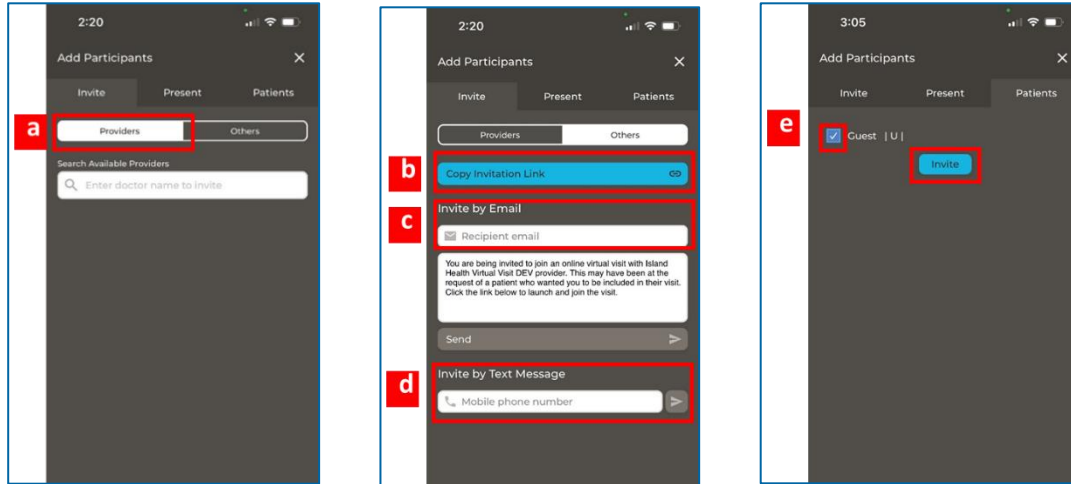 2:20
Add Participants
Invite Present Patients
a
Providers Others
Search Available Providers
Enter doctor name to invite
2:20
Add Participants
Invite Present Patients
Providers Others
b
Copy Invitation Link
c
Invite by Email
Recipient email
You are being invited to join an online virtual visit with Island
Health Virtual Visit DEV provider. This may have been at the
request of a patient who wanted you to be included in their visit.
Click the link below to launch and join the visit.
Send
d
Invite by Text Message
Mobile phone number
3:05
Add Participants
Invite Present Patients
e
Guest | U |
Invite